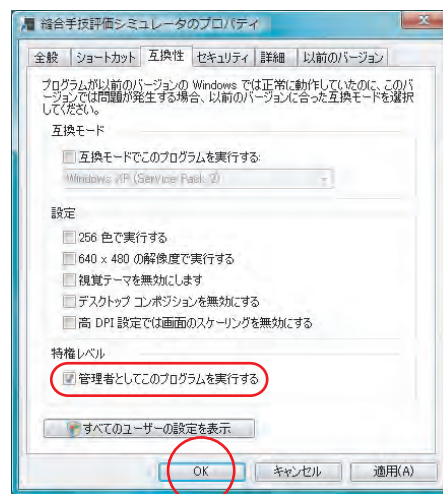 縫合手技評価シミュレータのプロパティ
全般 ショートカット 互換性 セキュリティ 詳細 以前のバージョン
プログラムが以前のバージョンの Windows では正常に動作していたのに、このバ
ージョンでは問題が発生する場合、以前のバージョンに合った互換モードを選択
してください。
互換モード
互換モードでこのプログラムを実行する:
Windows XP (Service Pack 2)
設定
256 色で実行する
640 x 480 の解像度で実行する
視覚テーマを無効にします
デスクトップ コンポジションを無効にする
高 DPI 設定では画面のスケーリングを無効にする
特権レベル
管理者としてこのプログラムを実行する
すべてのユーザーの設定を表示
OK キャンセル 適用(A)